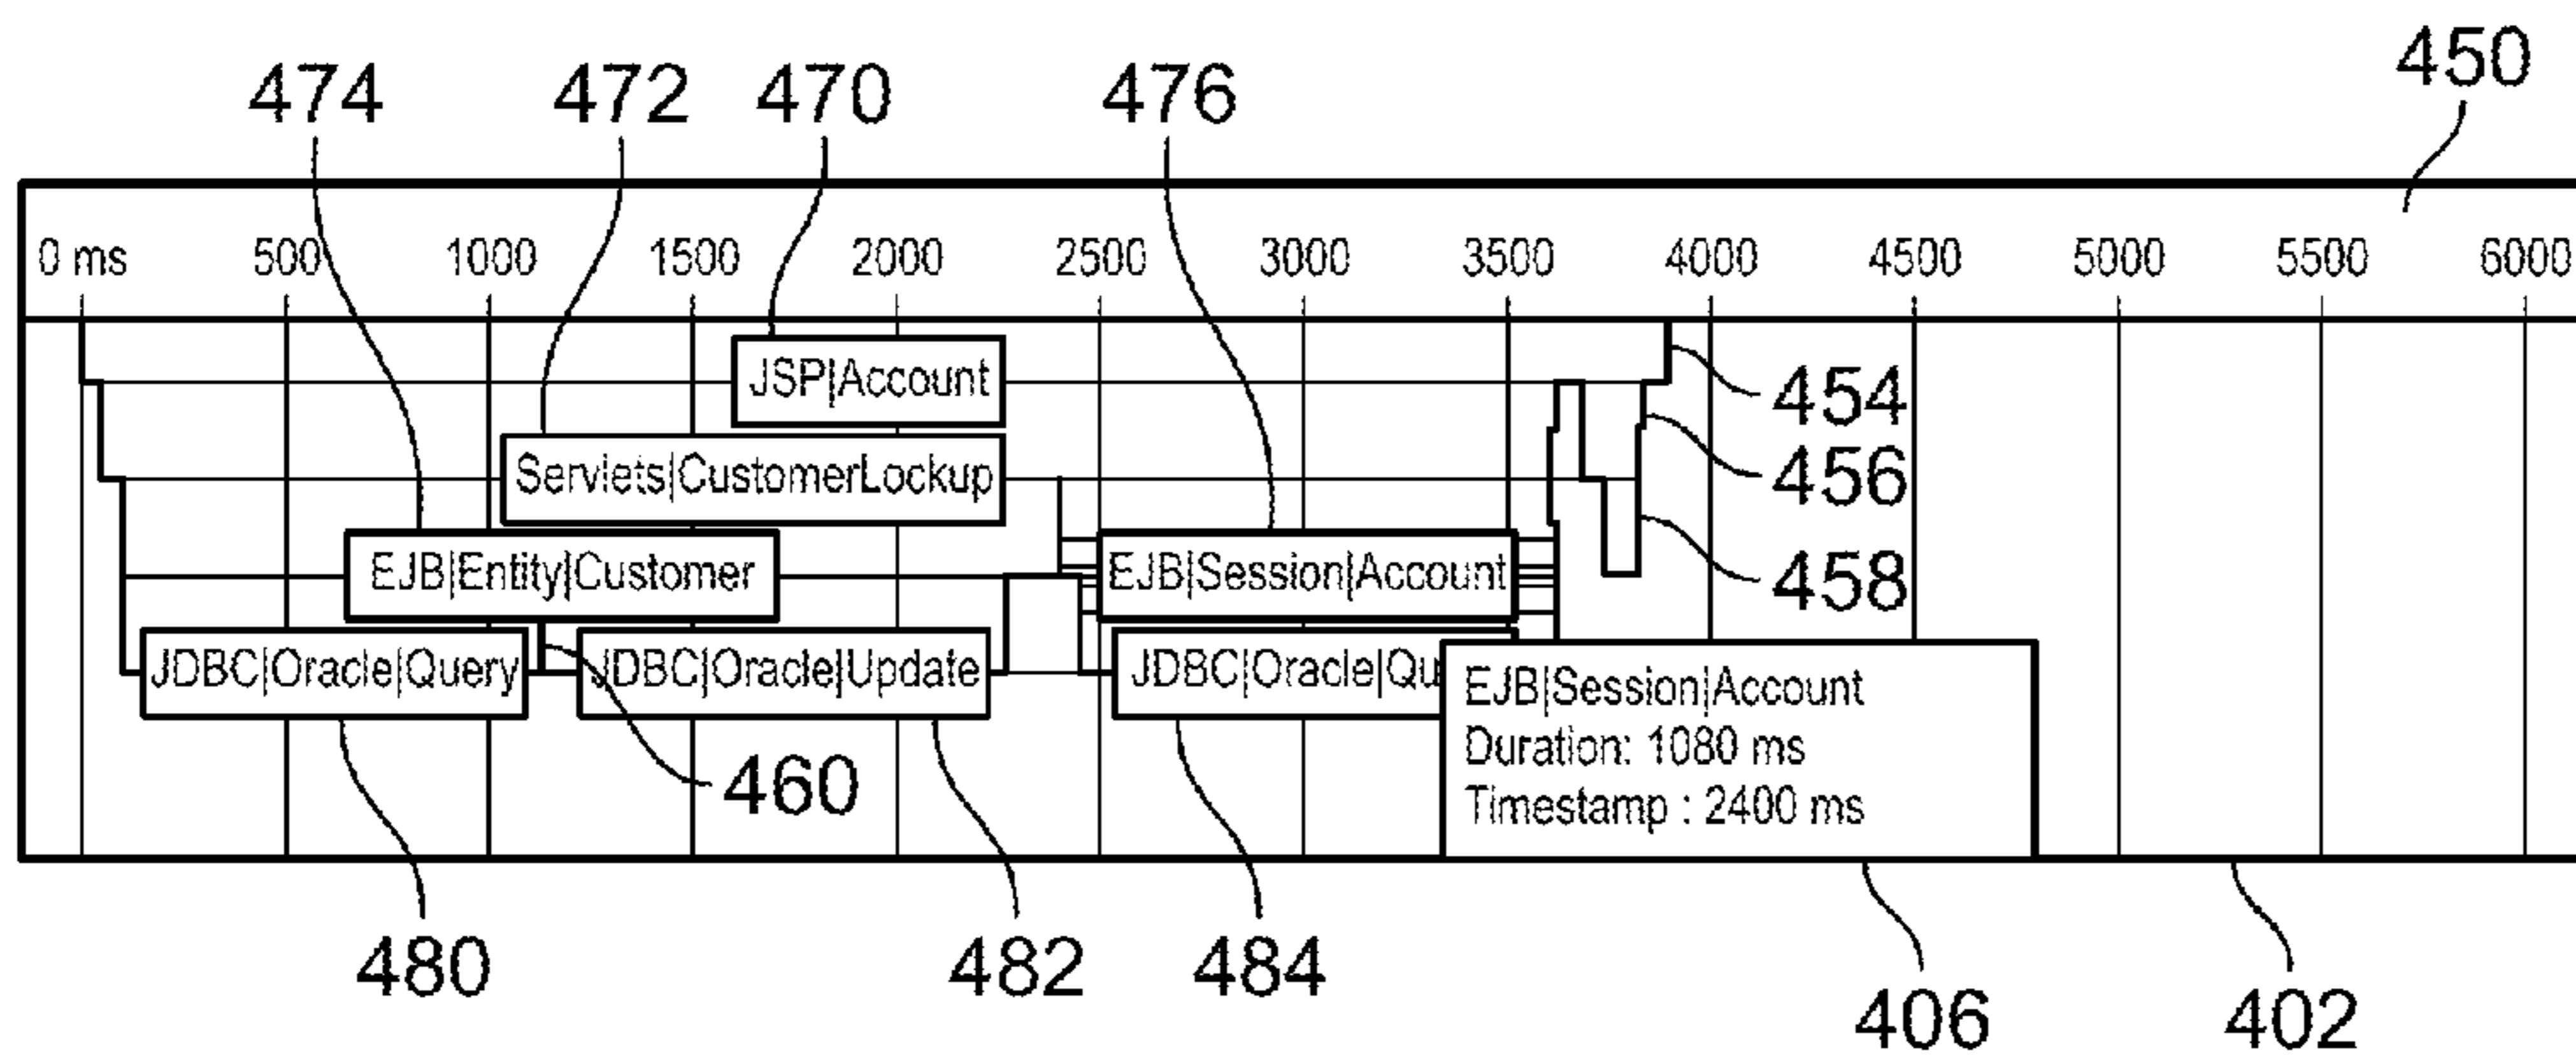 450
474 472 470 476
0 ms 500 1000 1500 2000 2500 3000 3500 4000 4500 5000 5500 6000
JSP|Account
454
Servlets|CustomerLockup
456
EJB|Entity|Customer
EJB|Session|Account
458
JDBC|Oracle|Query
JDBC|Oracle|Update
JDBC|Oracle|Qu
EJB|Session|Account
Duration: 1080 ms
Timestamp : 2400 ms
460
480 482 484
406 402